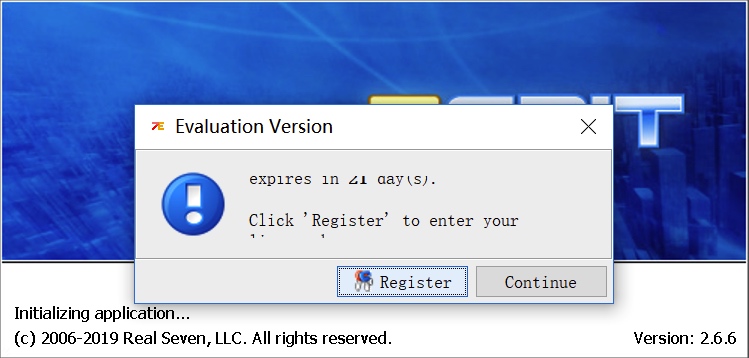 Evaluation Version
expires in 21 day(s).
Click 'Register' to enter your
Register
Continue
Initializing application...
(c) 2006-2019 Real Seven, LLC. All rights reserved.
Version: 2.6.6